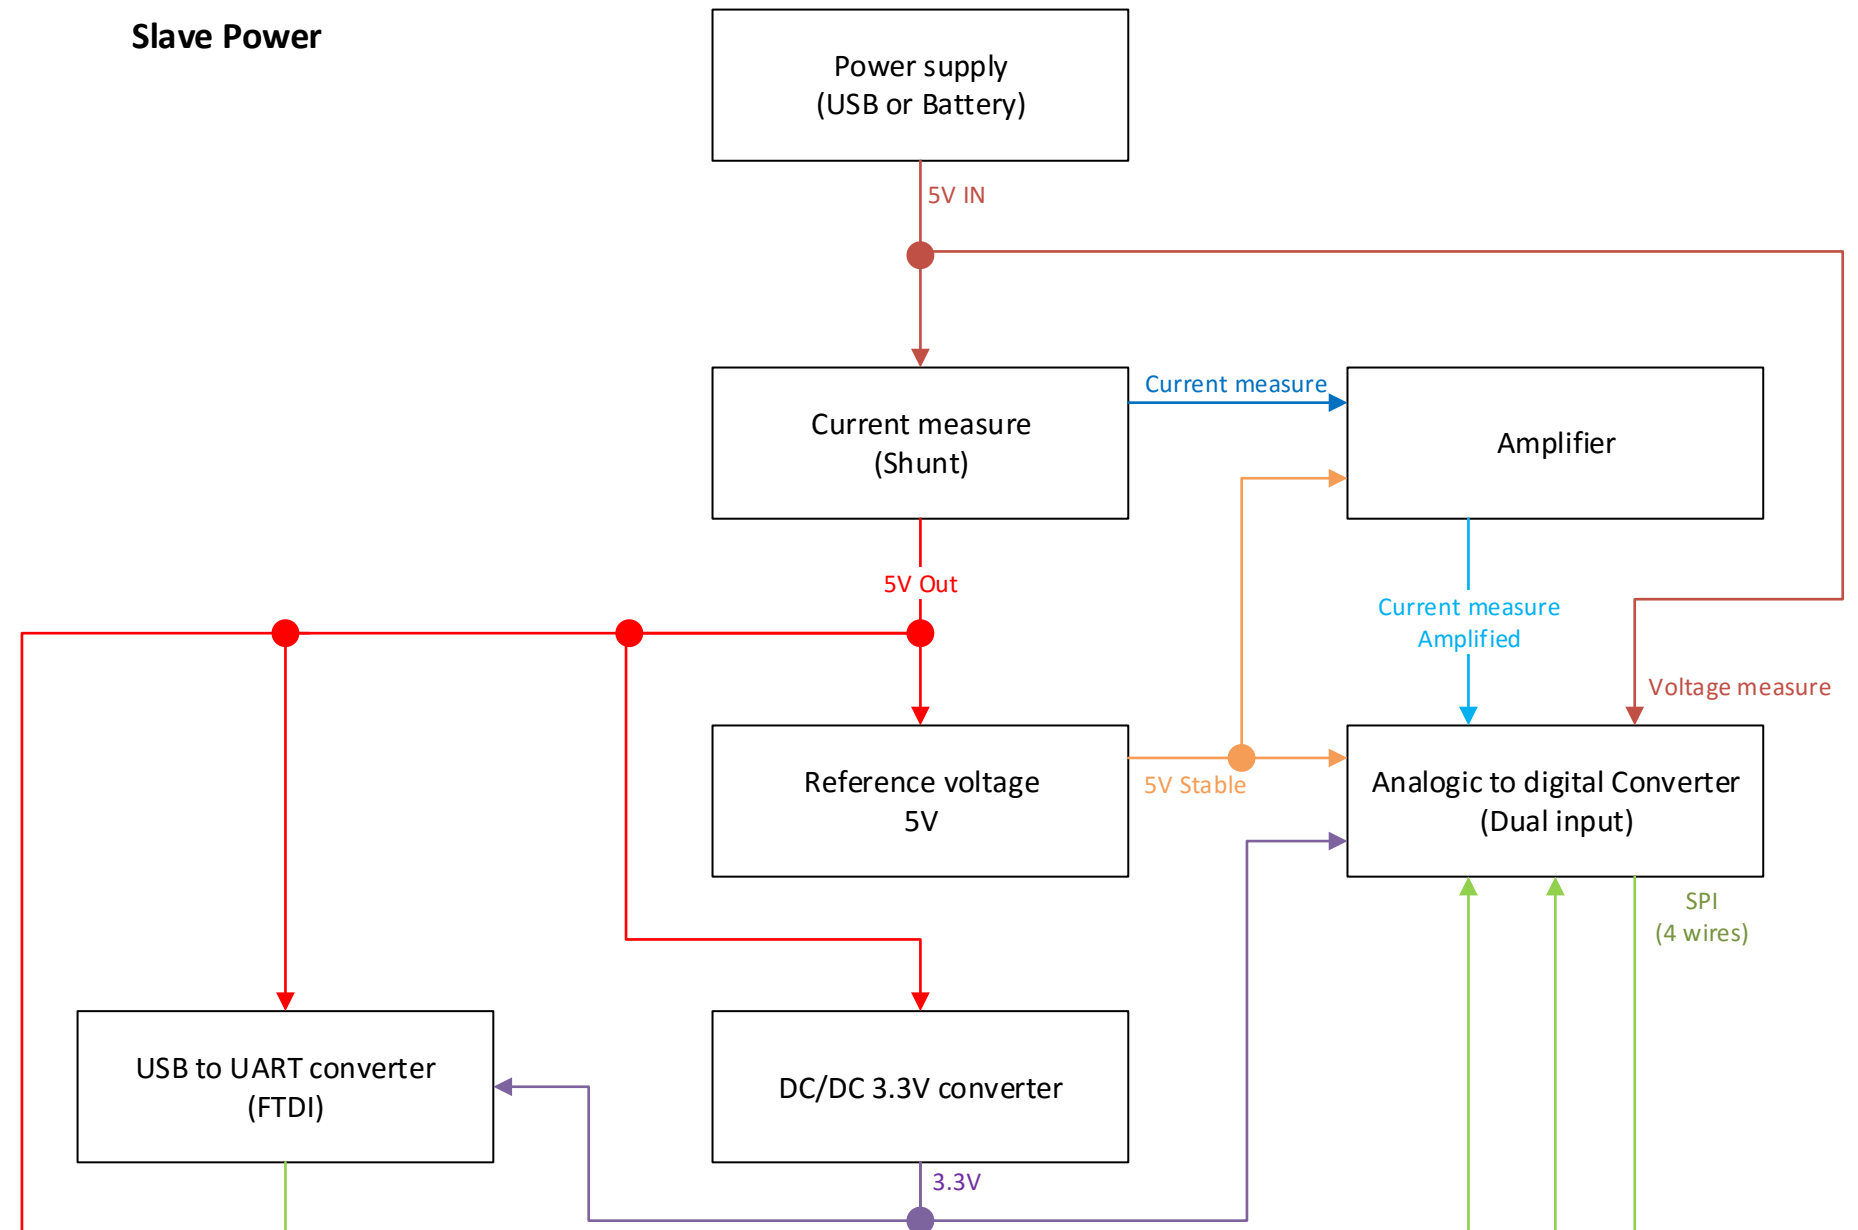 Slave Power
Power supply
(USB or Battery)
5V IN
Current measure
(Shunt)
Current measure
Amplifier
5V Out
Current measure
Amplified
Voltage measure
Reference voltage
5V
5V Stable
Analogic to digital Converter
(Dual input)
SPI
(4 wires)
USB to UART converter
(FTDI)
DC/DC 3.3V converter
3.3V